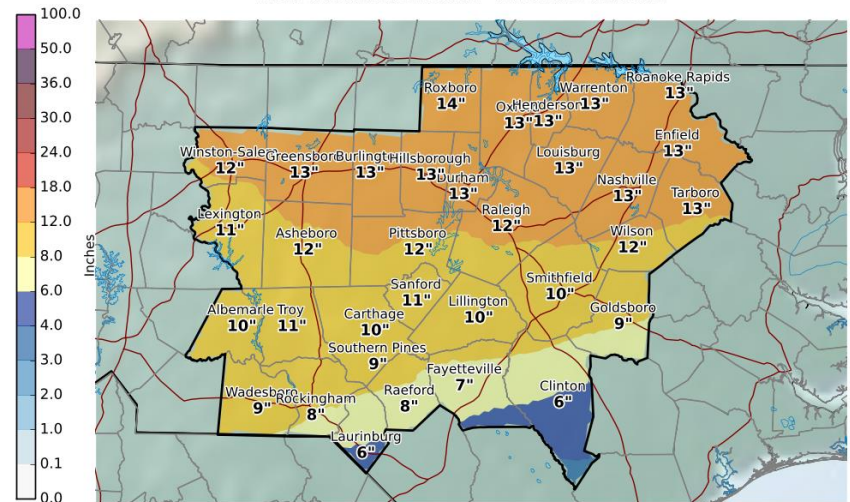 100.0
50.0
36.0
30.0
24.0
18.0
12.0
8.0
6.0
4.0
3.0
2.0
1.0
0.1
0.0
Inches
Roxboro
14"
Henderson
13"
13"
Warrenton
13"
Roanoke Rapids
13"
Enfield
13"
Winston-Salem
12"
Greensboro
13"
Burlington
13"
Hillsborough
13"
Durham
13"
Louisburg
13"
Nashville
13"
Tarboro
13"
Lexington
11"
Asheboro
12"
Pittsboro
12"
Raleigh
12"
Wilson
12"
Sanford
11"
Smithfield
10"
Albemarle
10"
Troy
11"
Carthage
10"
Lillington
10"
Goldsboro
9"
Southern Pines
9"
Fayetteville
7"
Wadesboro
9"
Rockingham
8"
Raeford
8"
Clinton
6"
Laurinburg
6"